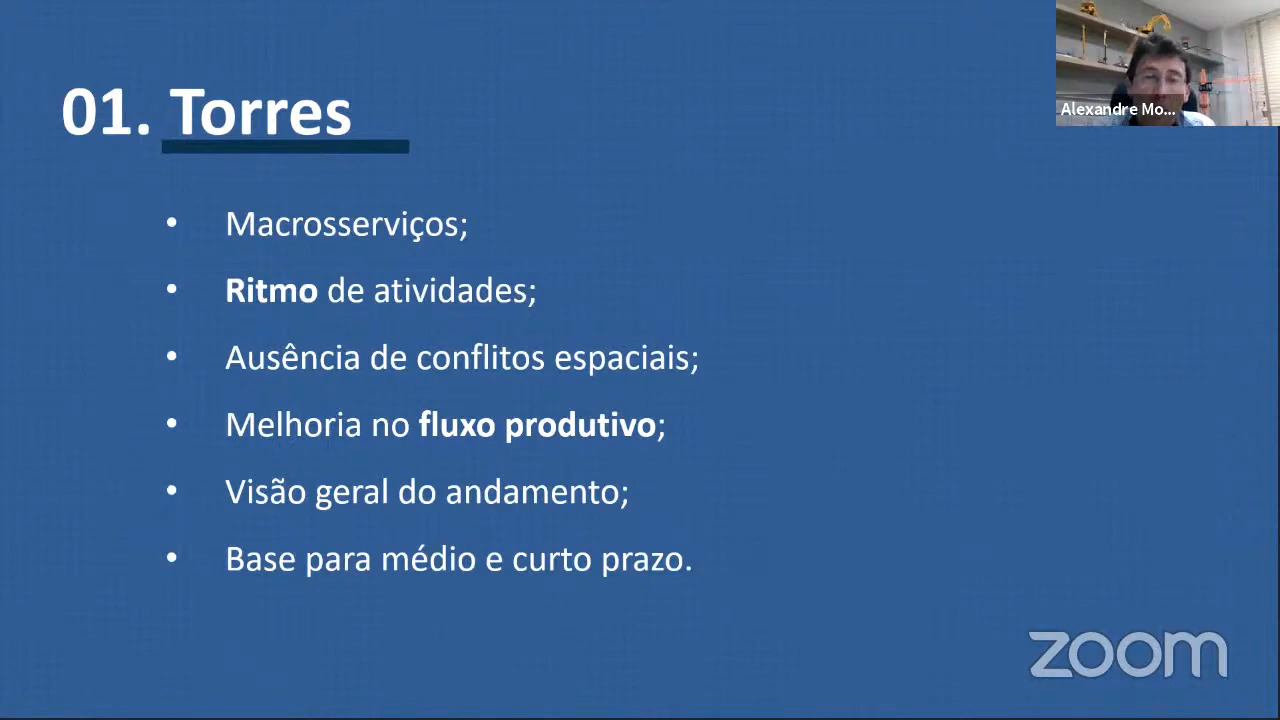 01. Torres
Alexandre Mo...
• Macrosserviços;
• Ritmo de atividades;
• Ausência de conflitos espaciais;
• Melhoria no fluxo produtivo;
• Visão geral do andamento;
• Base para médio e curto prazo.
zoom